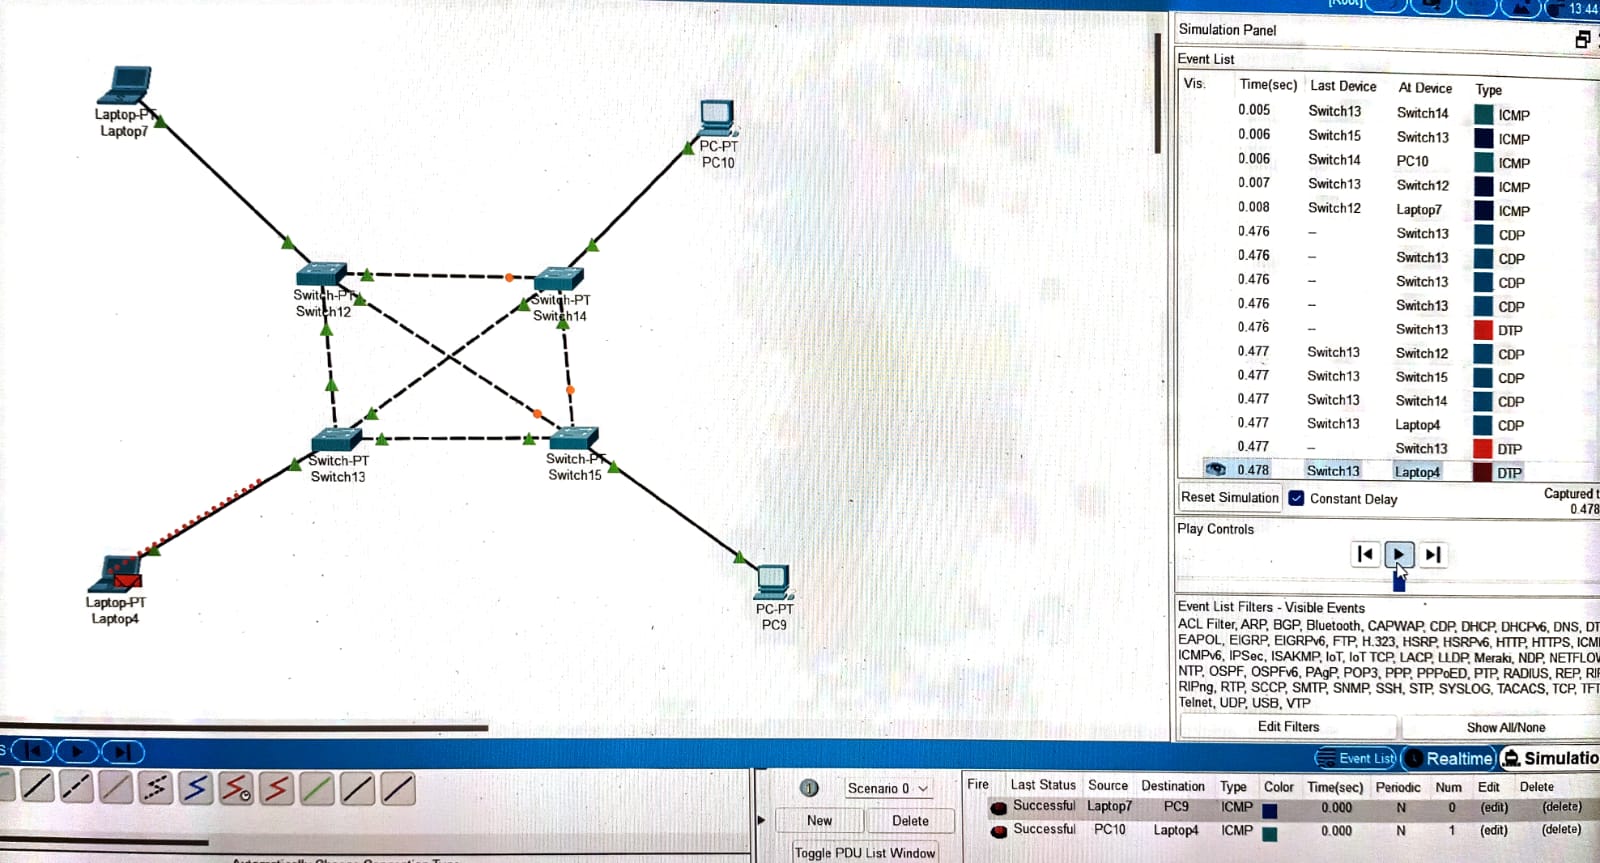 13:44
Simulation Panel
Event List
Vis. Time(sec) Last Device At Device Type
0.005 Switch13 Switch14 ICMP
0.006 Switch15 Switch13 ICMP
0.006 Switch14 PC10 ICMP
0.007 Switch13 Switch12 ICMP
0.008 Switch12 Laptop7 ICMP
0.476 -- Switch13 CDP
0.476 -- Switch13 CDP
0.476 -- Switch13 CDP
0.476 -- Switch13 CDP
0.476 -- Switch13 DTP
0.477 Switch13 Switch12 CDP
0.477 Switch13 Switch15 CDP
0.477 Switch13 Switch14 CDP
0.477 Switch13 Laptop4 CDP
0.477 -- Switch13 DTP
0.478 Switch13 Laptop4 DTP
Reset Simulation Constant Delay Captured t
0.478
Play Controls
Event List Filters - Visible Events
ACL Filter, ARP, BGP, Bluetooth, CAPWAP, CDP, DHCP, DHCPv6, DNS, DT
EAPOL, EIGRP, EIGRPv6, FTP, H.323, HSRP, HSRPv6, HTTP, HTTPS, ICM
ICMPv6, IPSec, ISAKMP, IoT, IoT TCP, LACP, LLDP, Meraki, NDP, NETFLOW
NTP, OSPF, OSPFv6, PAgP, POP3, PPP, PPPoED, PTP, RADIUS, REP, RIP
RIPng, RTP, SCCP, SMTP, SNMP, SSH, STP, SYSLOG, TACACS, TCP, TFT
Telnet, UDP, USB, VTP
Edit Filters Show All/None
Laptop-PT
Laptop7
PC-PT
PC10
Switch-PT
Switch12
Switch-PT
Switch14
Switch-PT
Switch13
Switch-PT
Switch15
Laptop-PT
Laptop4
PC-PT
PC9
Event List Realtime Simulatio
Scenario 0
New Delete
Toggle PDU List Window
Fire Last Status Source Destination Type Color Time(sec) Periodic Num Edit Delete
Successful Laptop7 PC9 ICMP 0.000 N 0 (edit) (delete)
Successful PC10 Laptop4 ICMP 0.000 N 1 (edit) (delete)